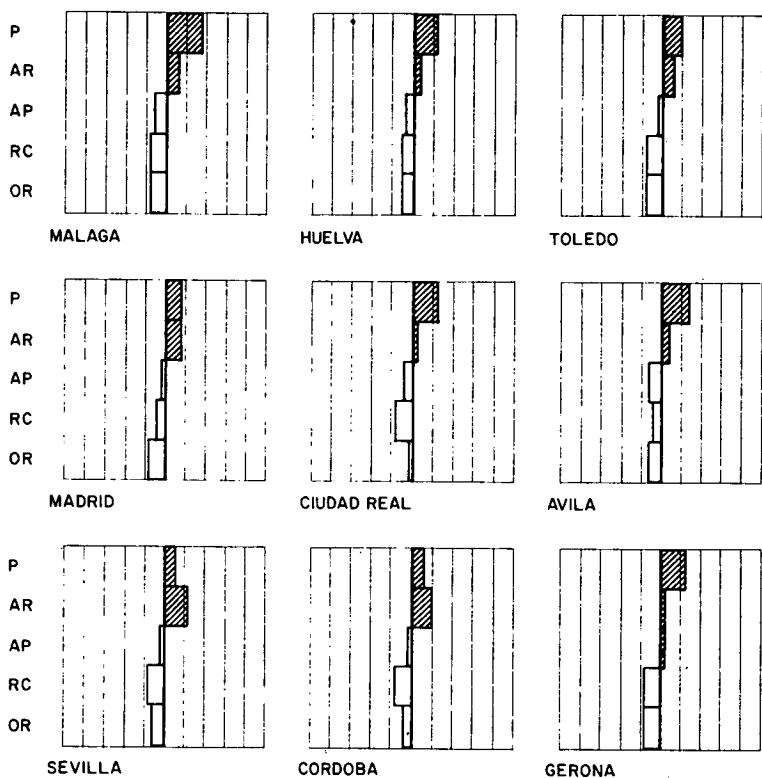 P
AR
AP
RC
OR
MALAGA
HUELVA
TOLEDO
P
AR
AP
RC
OR
MADRID
CIUDAD REAL
AVILA
P
AR
AP
RC
OR
SEVILLA
CORDOBA
GERONA